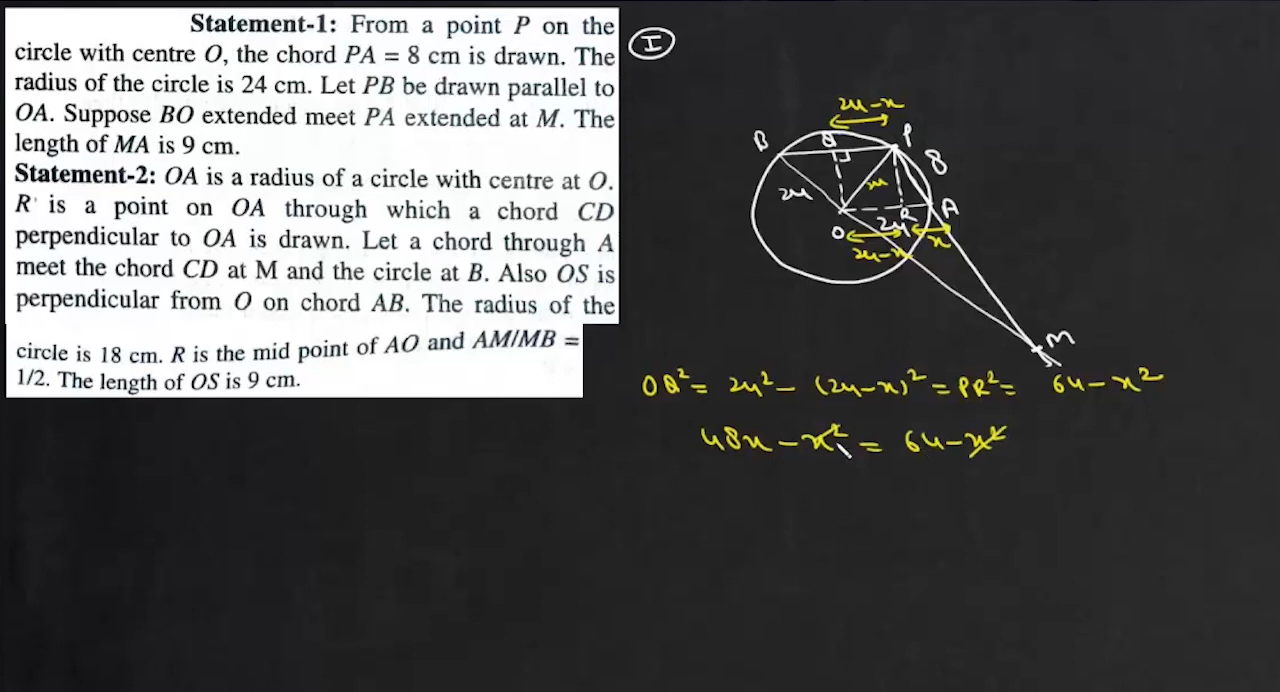 Statement-1: From a point P on the
circle with centre O, the chord PA = 8 cm is drawn. The
radius of the circle is 24 cm. Let PB be drawn parallel to
OA. Suppose BO extended meet PA extended at M. The
length of MA is 9 cm.
Statement-2: OA is a radius of a circle with centre at O.
R is a point on OA through which a chord CD
perpendicular to OA is drawn. Let a chord through A
meet the chord CD at M and the circle at B. Also OS is
perpendicular from O on chord AB. The radius of the
circle is 18 cm. R is the mid point of AO and AM/MB =
1/2. The length of OS is 9 cm.
I
24-x
B
Q
P
8
24
24
A
O
24
R
x
24-x
M
OQ² = 24² - (24-x)² = PR² = 64 - x²
48x - x² = 64 - x²